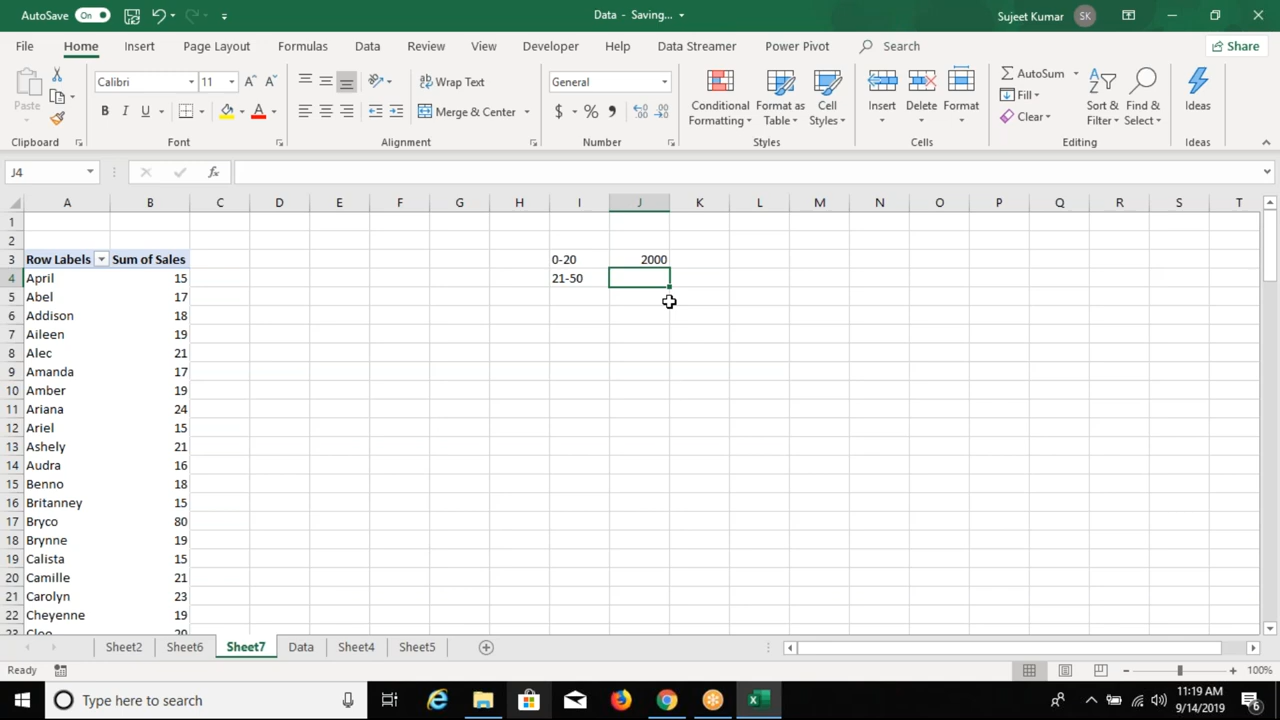 AutoSave On Data - Saving... Sujeet Kumar SK
File Home Insert Page Layout Formulas Data Review View Developer Help Data Streamer Power Pivot Search Share
Paste Calibri 11 Wrap Text General Conditional Formatting Format as Table Cell Styles Insert Delete Format AutoSum Fill Clear Sort & Filter Find & Select Ideas
B I U Merge & Center $ % ,
Clipboard Font Alignment Number Styles Cells Editing Ideas
J4 fx
A B C D E F G H I J K L M N O P Q R S T
1
2
3 Row Labels Sum of Sales 0-20 2000
4 April 15 21-50
5 Abel 17
6 Addison 18
7 Aileen 19
8 Alec 21
9 Amanda 17
10 Amber 19
11 Ariana 24
12 Ariel 15
13 Ashely 21
14 Audra 16
15 Benno 18
16 Britanney 15
17 Bryco 80
18 Brynne 19
19 Calista 15
20 Camille 21
21 Carolyn 23
22 Cheyenne 19
23 Cleo 20
Sheet2 Sheet6 Sheet7 Data Sheet4 Sheet5
Ready 100%
Type here to search 11:19 AM
9/14/2019 6